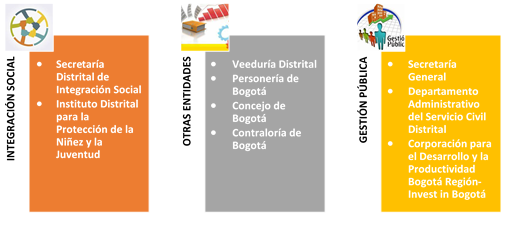 INTEGRACIÓN SOCIAL
Secretaría
Distrital de
Integración Social
Instituto Distrital
para la
Protección de la
Niñez y la
Juventud
OTRAS ENTIDADES
Veeduría Distrital
Personería de
Bogotá
Concejo de
Bogotá
Contraloría de
Bogotá
Gestió
Públic
GESTIÓN PÚBLICA
Secretaría
General
Departamento
Administrativo
del Servicio Civil
Distrital
Corporación para
el Desarrollo y la
Productividad
Bogotá Región-
Invest in Bogotá